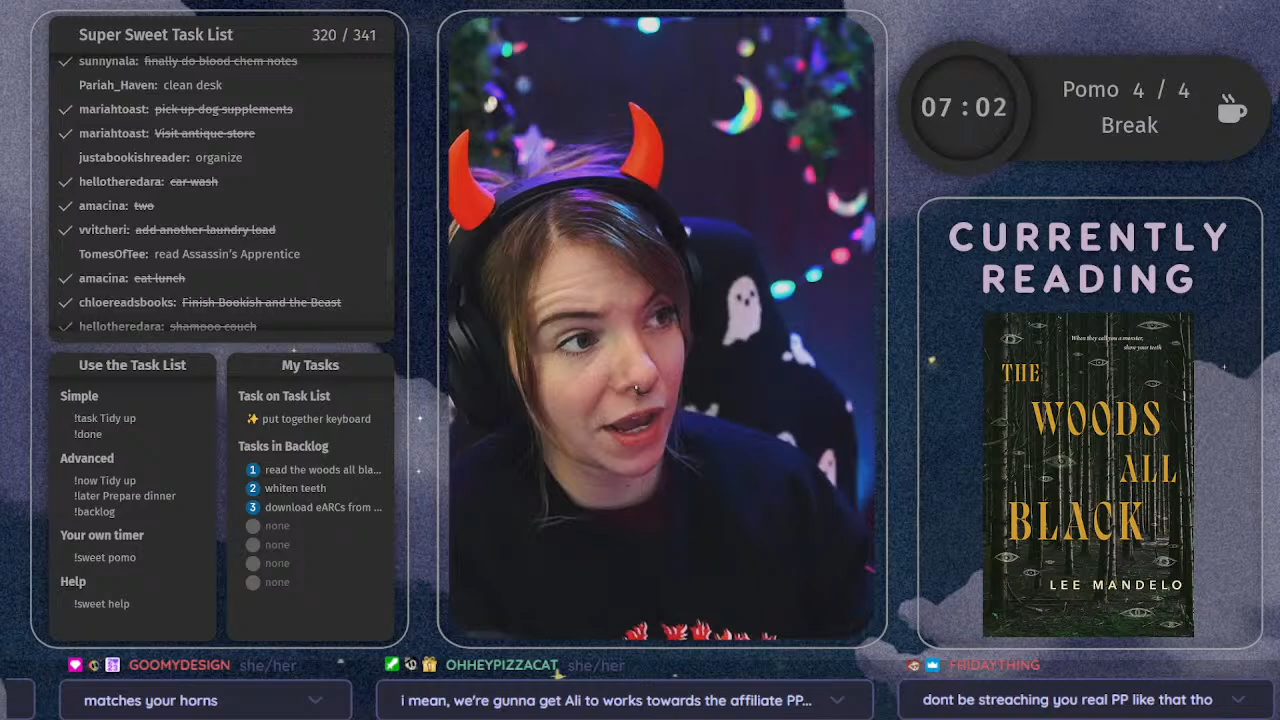 Super Sweet Task List 320 / 341
sunnynala: finally do blood chem notes
Pariah_Haven: clean desk
mariahtoast: pick up dog supplements
mariahtoast: Visit antique store
justabookishreader: organize
hellotheredara: car wash
amacina: two
vvitcheri: add another laundry load
TomesOfTee: read Assassin's Apprentice
amacina: eat lunch
chloereadsbooks: Finish Bookish and the Beast
hellotheredara: shampoo couch
Use the Task List
Simple
!task Tidy up
!done
Advanced
!now Tidy up
!later Prepare dinner
!backlog
Your own timer
!sweet pomo
Help
!sweet help
My Tasks
Task on Task List
✨ put together keyboard
Tasks in Backlog
1 read the woods all bla...
2 whiten teeth
3 download eARCs from ...
none
none
none
none
07 : 02
Pomo 4 / 4
Break
CURRENTLY
READING
When they call you a monster,
show your teeth
THE
WOODS
ALL
BLACK
LEE MANDELO
GOOMYDESIGN she/her
matches your horns
OHHEYPIZZACAT she/her
i mean, we're gunna get Ali to works towards the affiliate PP...
FRIDAYTHING
dont be streaching you real PP like that tho